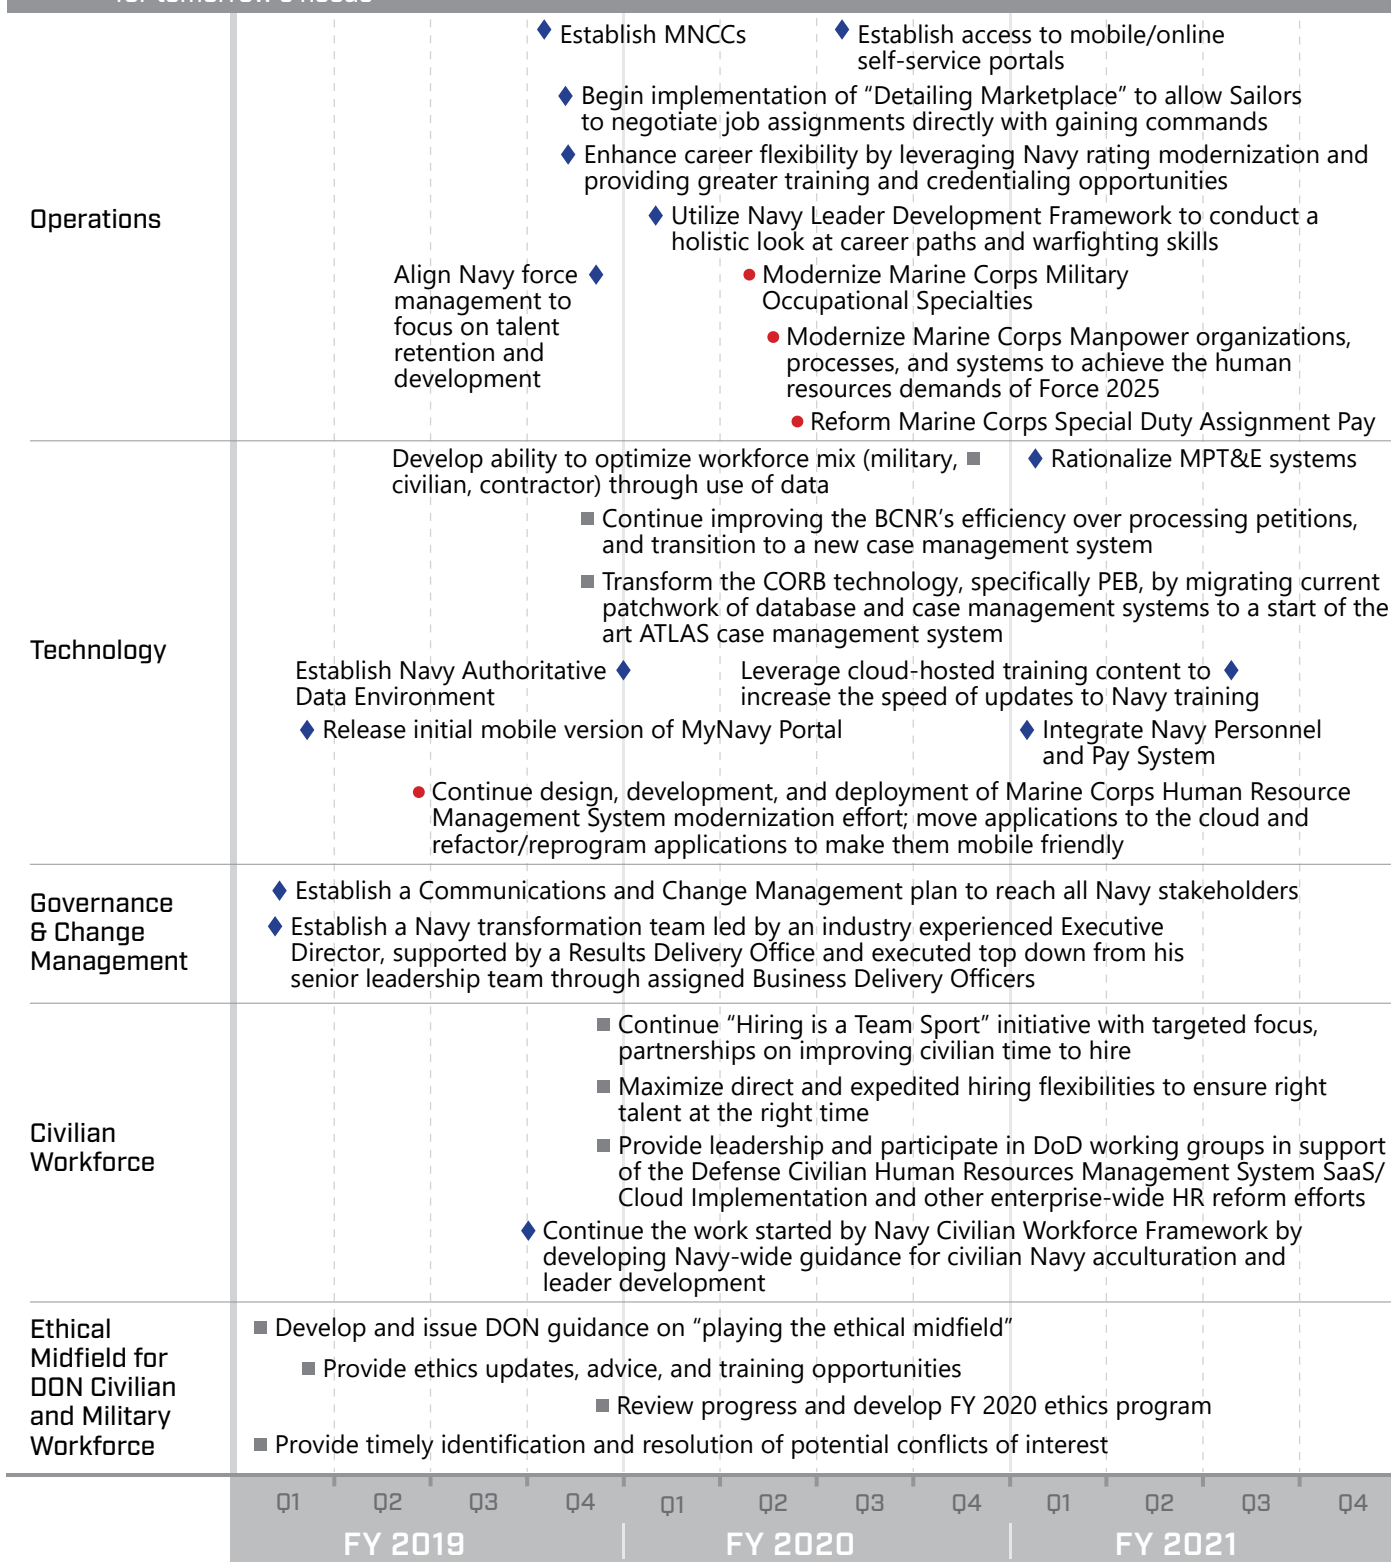 for tomorrow's needs
Operations
Establish MNCCs
Establish access to mobile/online
self-service portals
Begin implementation of “Detailing Marketplace” to allow Sailors
to negotiate job assignments directly with gaining commands
Enhance career flexibility by leveraging Navy rating modernization and
providing greater training and credentialing opportunities
Utilize Navy Leader Development Framework to conduct a
holistic look at career paths and warfighting skills
Align Navy force
management to
focus on talent
retention and
development
Modernize Marine Corps Military
Occupational Specialties
Modernize Marine Corps Manpower organizations,
processes, and systems to achieve the human
resources demands of Force 2025
Reform Marine Corps Special Duty Assignment Pay
Technology
Develop ability to optimize workforce mix (military,
civilian, contractor) through use of data
Rationalize MPT&E systems
Continue improving the BCNR’s efficiency over processing petitions,
and transition to a new case management system
Transform the CORB technology, specifically PEB, by migrating current
patchwork of database and case management systems to a start of the
art ATLAS case management system
Establish Navy Authoritative
Data Environment
Leverage cloud-hosted training content to
increase the speed of updates to Navy training
Release initial mobile version of MyNavy Portal
Integrate Navy Personnel
and Pay System
Continue design, development, and deployment of Marine Corps Human Resource
Management System modernization effort; move applications to the cloud and
refactor/reprogram applications to make them mobile friendly
Governance
& Change
Management
Establish a Communications and Change Management plan to reach all Navy stakeholders
Establish a Navy transformation team led by an industry experienced Executive
Director, supported by a Results Delivery Office and executed top down from his
senior leadership team through assigned Business Delivery Officers
Civilian
Workforce
Continue “Hiring is a Team Sport” initiative with targeted focus,
partnerships on improving civilian time to hire
Maximize direct and expedited hiring flexibilities to ensure right
talent at the right time
Provide leadership and participate in DoD working groups in support
of the Defense Civilian Human Resources Management System SaaS/
Cloud Implementation and other enterprise-wide HR reform efforts
Continue the work started by Navy Civilian Workforce Framework by
developing Navy-wide guidance for civilian Navy acculturation and
leader development
Ethical
Midfield for
DON Civilian
and Military
Workforce
Develop and issue DON guidance on “playing the ethical midfield”
Provide ethics updates, advice, and training opportunities
Review progress and develop FY 2020 ethics program
Provide timely identification and resolution of potential conflicts of interest
Q1 Q2 Q3 Q4 Q1 Q2 Q3 Q4 Q1 Q2 Q3 Q4
FY 2019 FY 2020 FY 2021